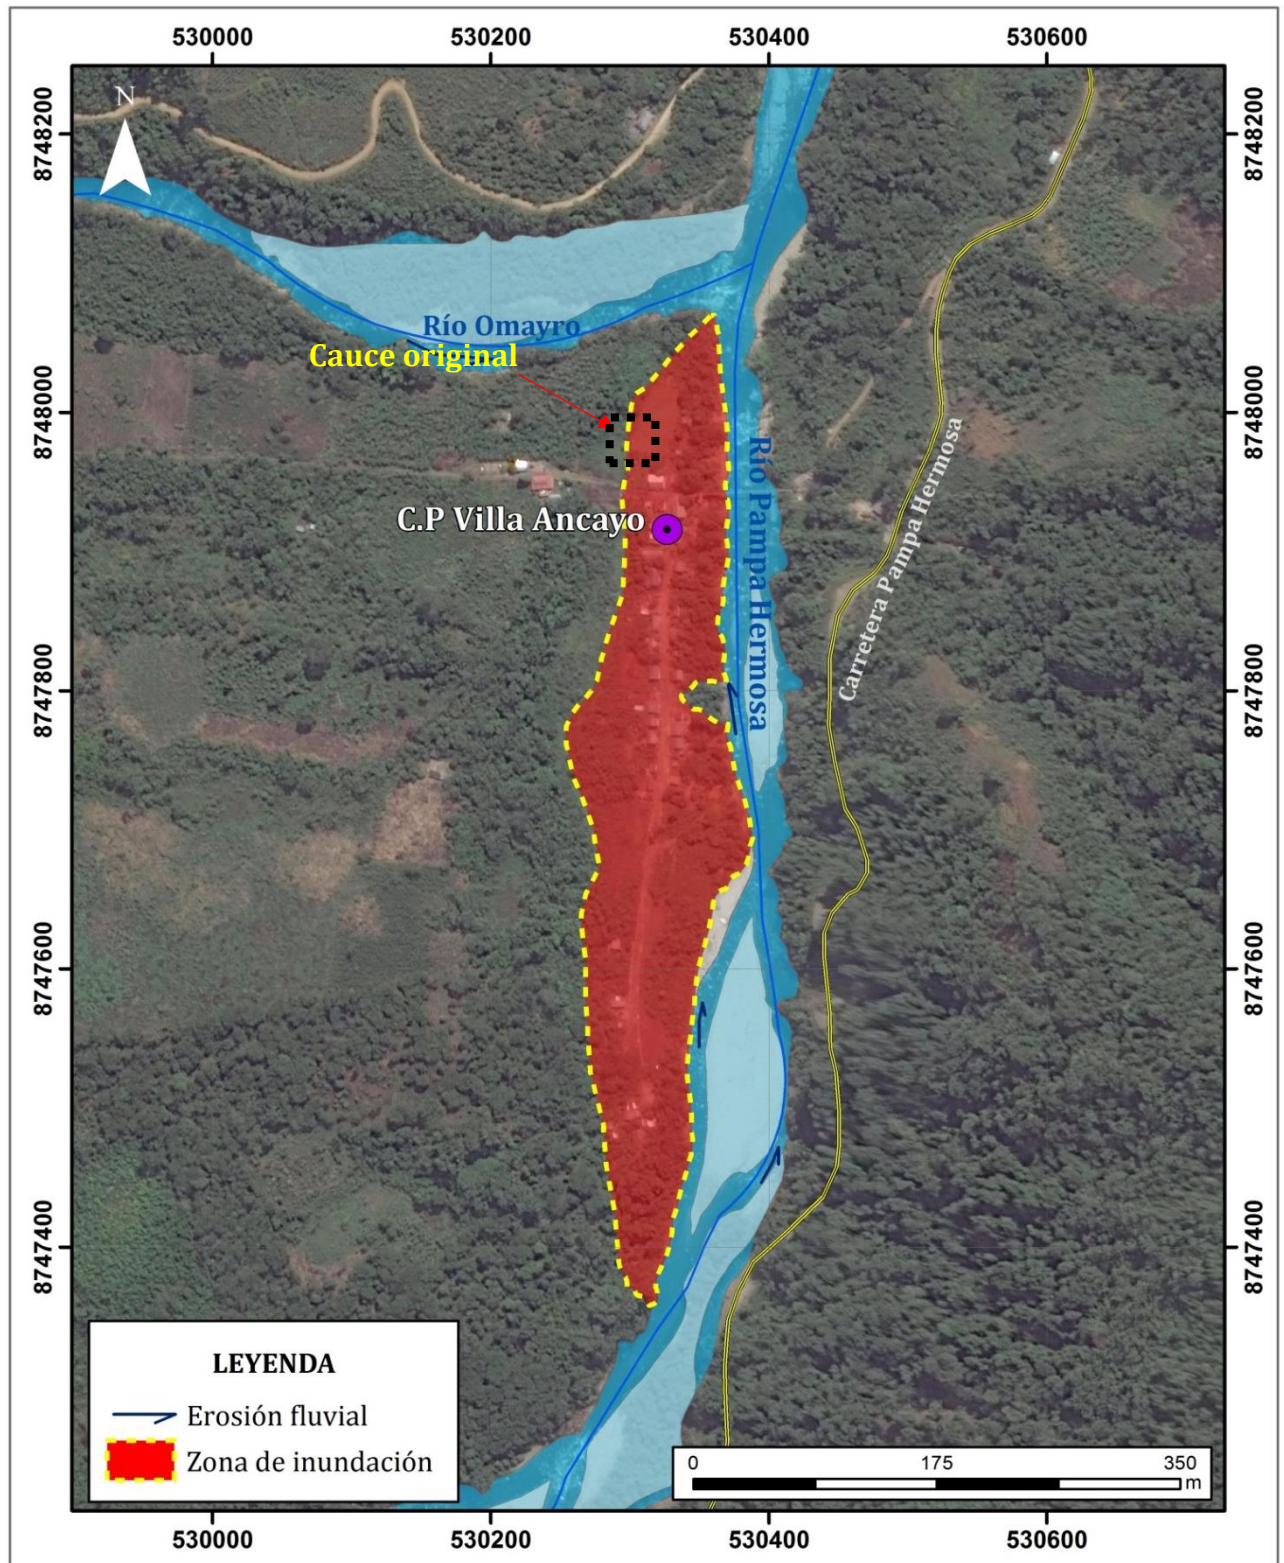 530000 530200 530400 530600
8748200
8748200
N
Río Omayro
Cauce original
8748000
8748000
Río Pampa Hermosa
Carretera Pampa Hermosa
C.P Villa Ancayo
8747800
8747800
8747600
8747600
8747400
8747400
LEYENDA
Erosión fluvial
Zona de inundación
0 175 350
m
530000 530200 530400 530600